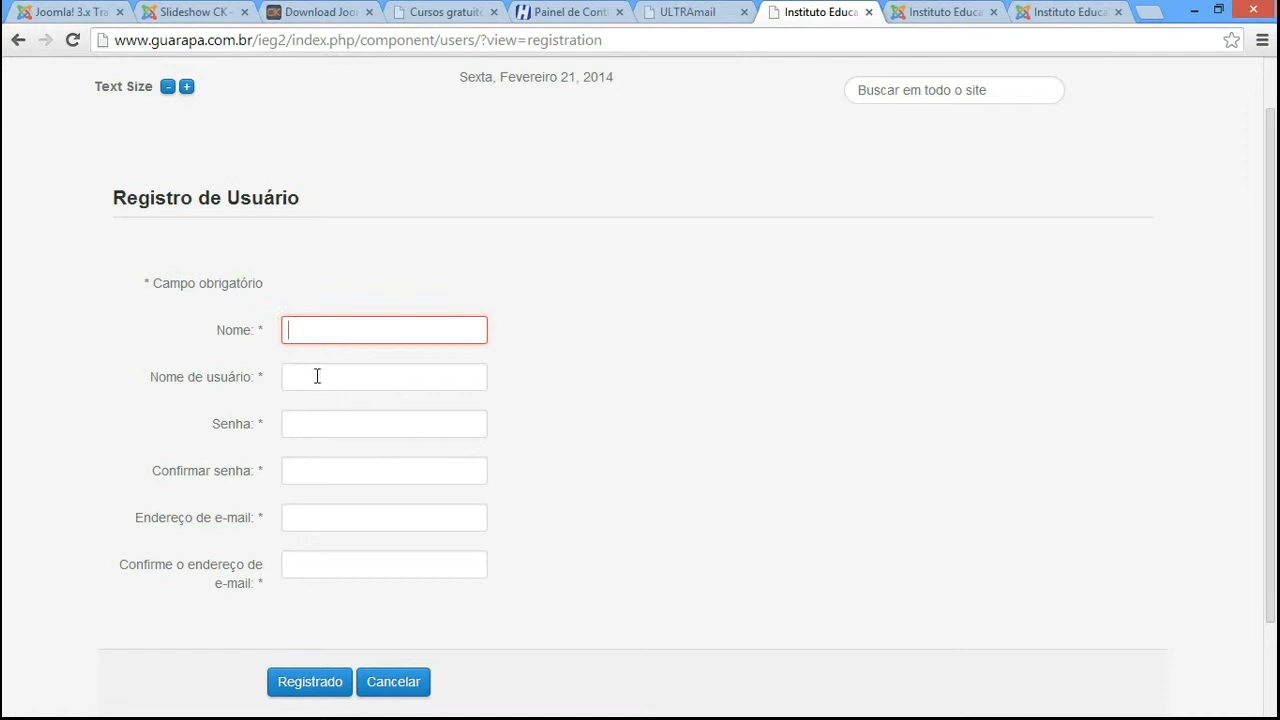 Joomla! 3.x Tra
Slideshow CK -
Download Joo
Cursos gratuito
Painel de Conti
ULTRAmail
Instituto Educa
Instituto Educa
Instituto Educa
www.guarapa.com.br/ieg2/index.php/component/users/?view=registration
Text Size - +
Sexta, Fevereiro 21, 2014
Buscar em todo o site
Registro de Usuário
* Campo obrigatório
Nome: *
Nome de usuário: *
Senha: *
Confirmar senha: *
Endereço de e-mail: *
Confirme o endereço de
e-mail: *
Registrado Cancelar